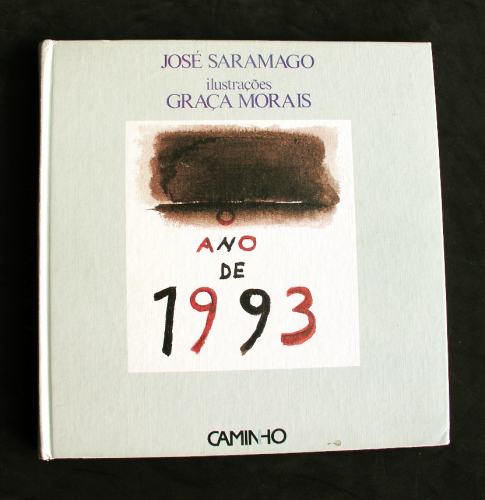 JOSÉ SARAMAGO
ilustrações
GRAÇA MORAIS
O
ANO
DE
1993
CAMINHO